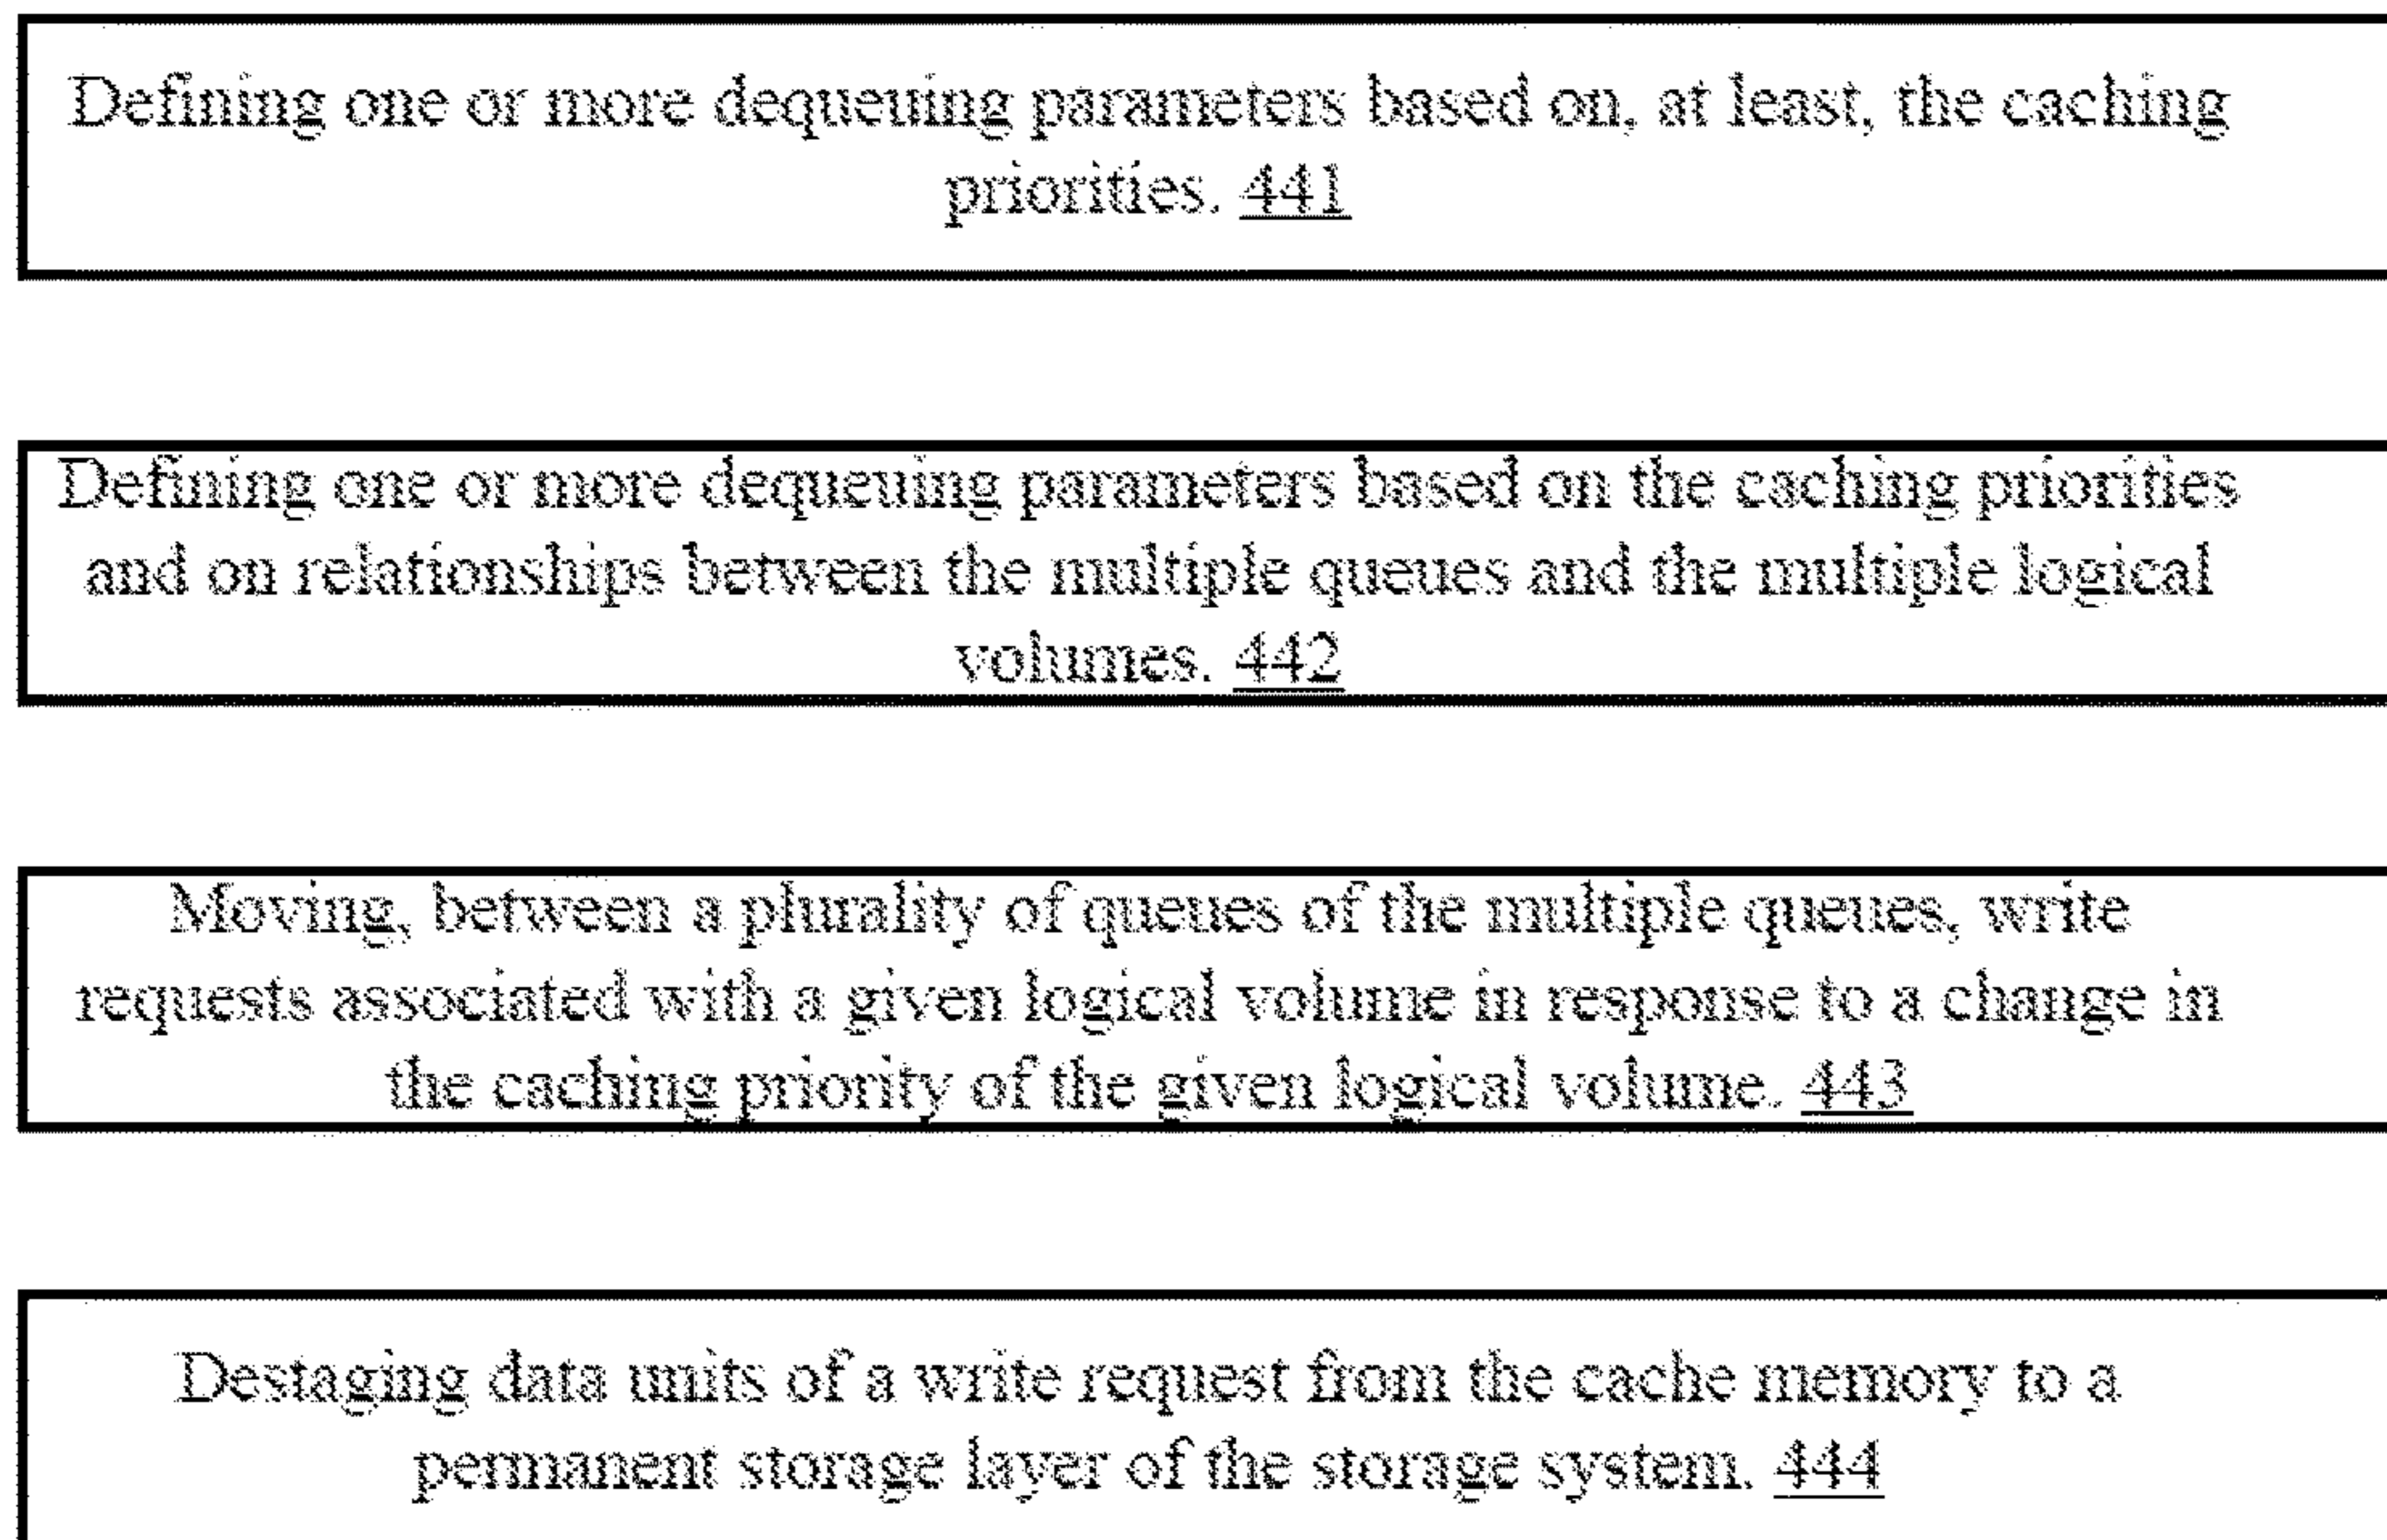 Defining one or more dequeuing parameters based on, at least, the caching
priorities. 441
Defining one or more dequeuing parameters based on the caching priorities
and on relationships between the multiple queues and the multiple logical
volumes. 442
Moving, between a plurality of queues of the multiple queues, write
requests associated with a given logical volume in response to a change in
the caching priority of the given logical volume. 443
Destaging data units of a write request from the cache memory to a
permanent storage layer of the storage system. 444